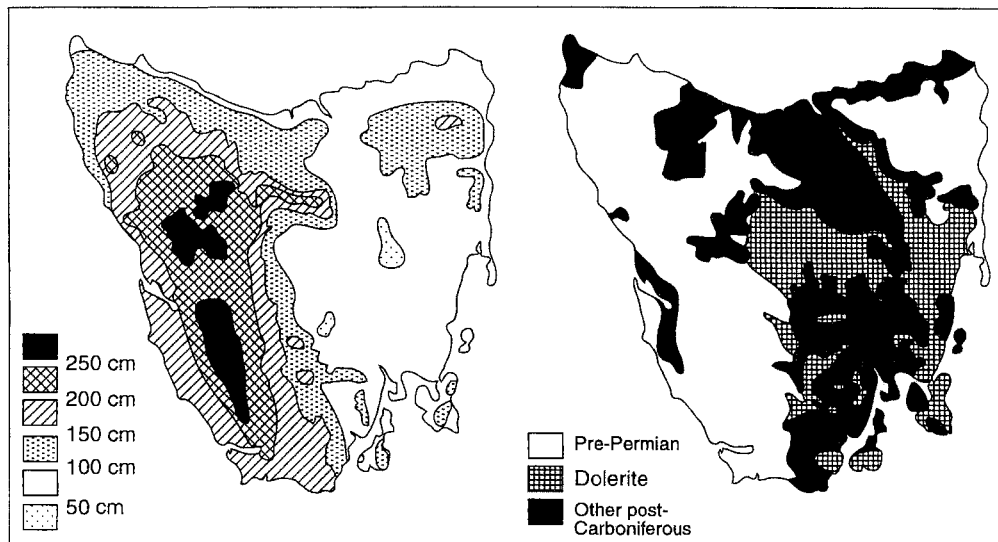 250 cm
200 cm
150 cm
100 cm
50 cm
Pre-Permian
Dolerite
Other post-
Carboniferous